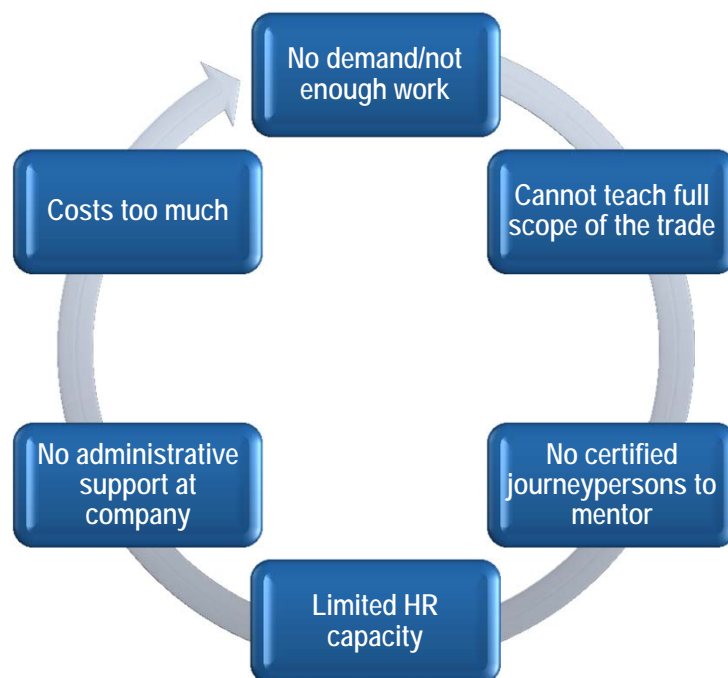 No demand/not
enough work
Cannot teach full
scope of the trade
No certified
journeypersons to
mentor
Limited HR
capacity
No administrative
support at
company
Costs too much